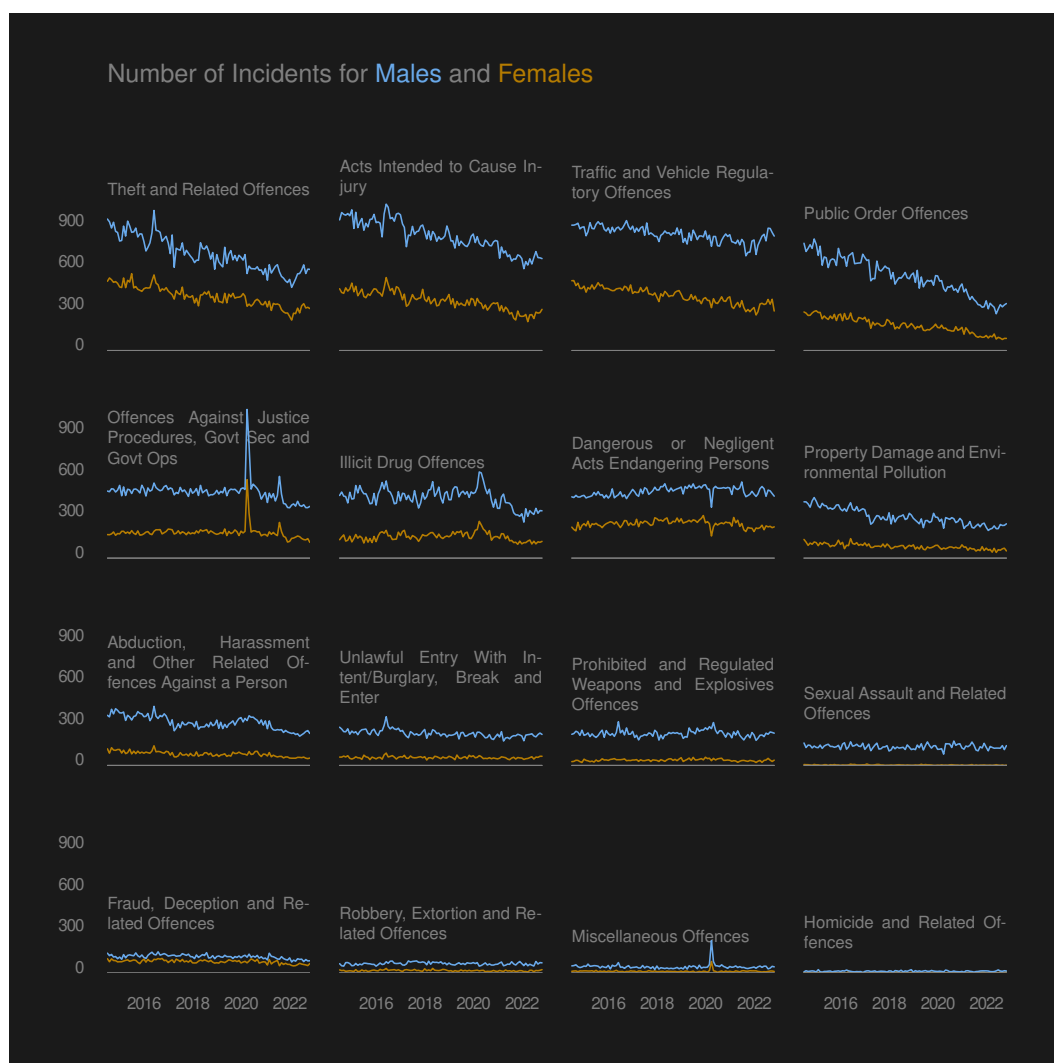 Number of Incidents for Males and Females
Theft and Related Offences
Acts Intended to Cause In-
jury
Traffic and Vehicle Regula-
tory Offences
Public Order Offences
900
600
300
0
Offences Against Justice
Procedures, Govt Sec and
Govt Ops
Illicit Drug Offences
Dangerous or Negligent
Acts Endangering Persons
Property Damage and Envi-
ronmental Pollution
900
600
300
0
Abduction, Harassment
and Other Related Of-
fences Against a Person
Unlawful Entry With In-
tent/Burglary, Break and
Enter
Prohibited and Regulated
Weapons and Explosives
Offences
Sexual Assault and Related
Offences
900
600
300
0
Fraud, Deception and Re-
lated Offences
Robbery, Extortion and Re-
lated Offences
Miscellaneous Offences
Homicide and Related Of-
fences
900
600
300
0
2016 2018 2020 2022 2016 2018 2020 2022 2016 2018 2020 2022 2016 2018 2020 2022